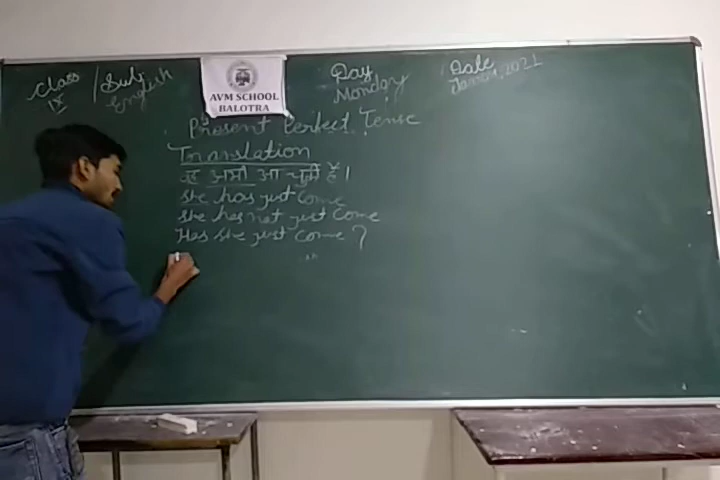 Class
IX
/ Sub:
English
AVM SCHOOL
BALOTRA
Day
Monday
Date
2021
Present Perfect Tense
Translation
वह अभी आ चुकी है।
She has just come
She has not just come
Has she just come ?